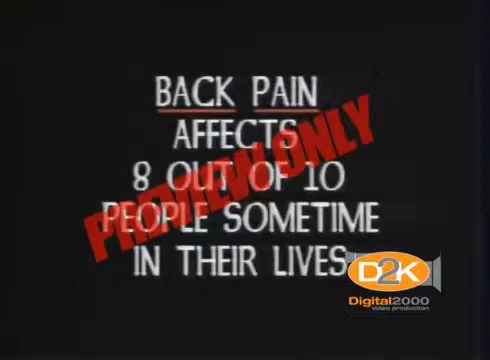 BACK PAIN
AFFECTS
8 OUT OF 10
PEOPLE SOMETIME
IN THEIR LIVES
PREVIEW ONLY
D2K
Digital2000
video production